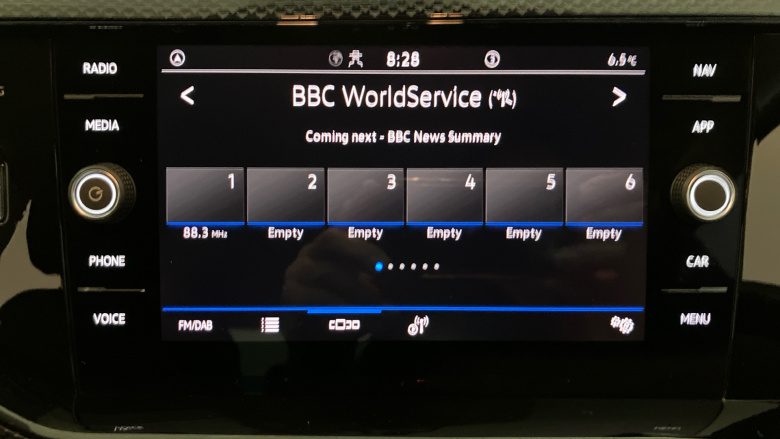 8:28
6.5°C
RADIO
NAV
< BBC WorldService >
MEDIA
APP
Coming next - BBC News Summary
1 2 3 4 5 6
88.3 MHz Empty Empty Empty Empty Empty
PHONE
CAR
VOICE
MENU
FM/DAB